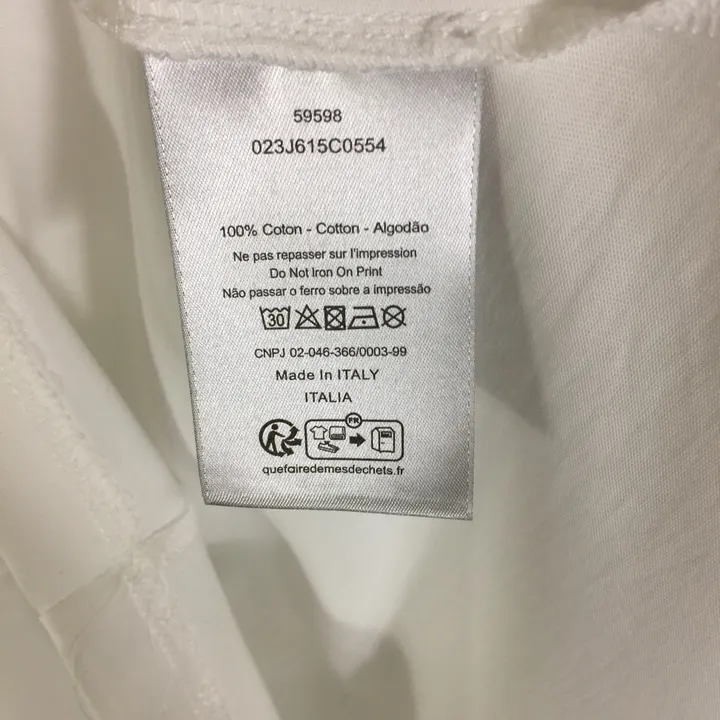 59598
023J615C0554
100% Coton - Cotton - Algodão
Ne pas repasser sur l'impression
Do Not Iron On Print
Não passar o ferro sobre a impressão
30
CNPJ 02-046-366/0003-99
Made In ITALY
ITALIA
FR
quefairedemesdechets.fr